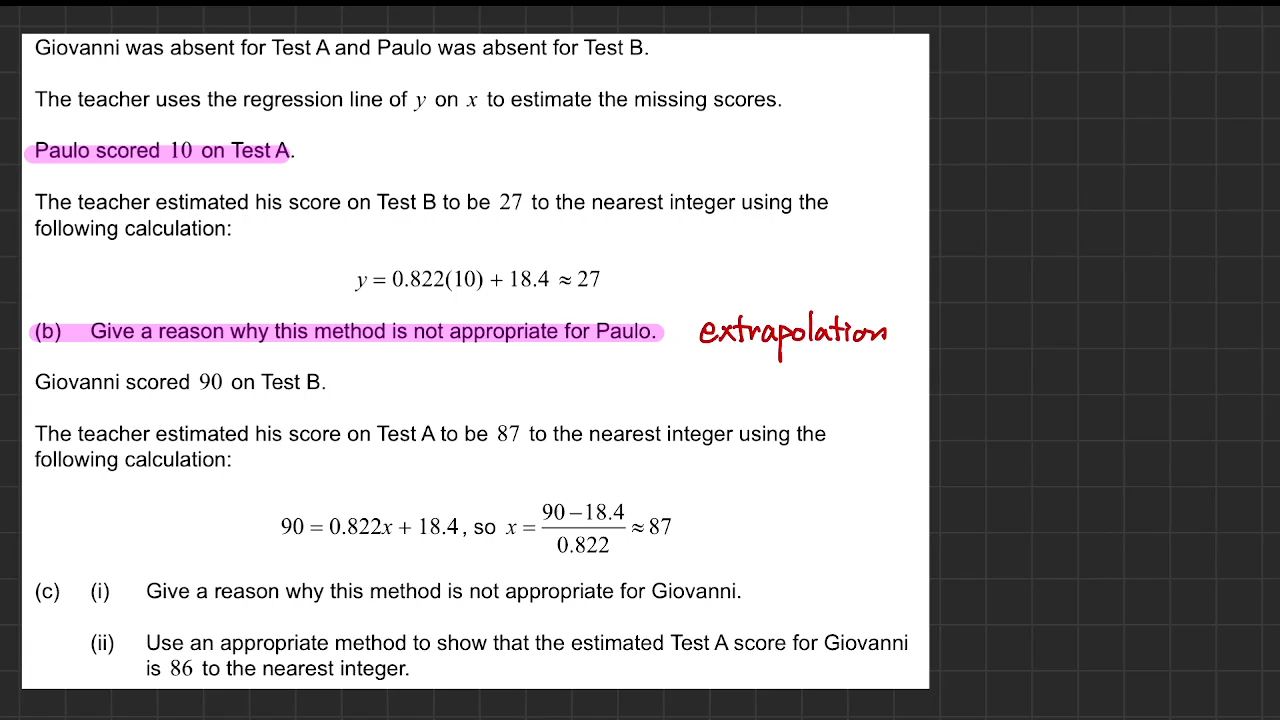 Giovanni was absent for Test A and Paulo was absent for Test B.
The teacher uses the regression line of y on x to estimate the missing scores.
Paulo scored 10 on Test A.
The teacher estimated his score on Test B to be 27 to the nearest integer using the
following calculation:
y = 0.822(10) + 18.4 ≈ 27
(b) Give a reason why this method is not appropriate for Paulo. extrapolation
Giovanni scored 90 on Test B.
The teacher estimated his score on Test A to be 87 to the nearest integer using the
following calculation:
90 = 0.822x + 18.4, so x = (90 − 18.4)/0.822 ≈ 87
(c) (i) Give a reason why this method is not appropriate for Giovanni.
(ii) Use an appropriate method to show that the estimated Test A score for Giovanni
is 86 to the nearest integer.